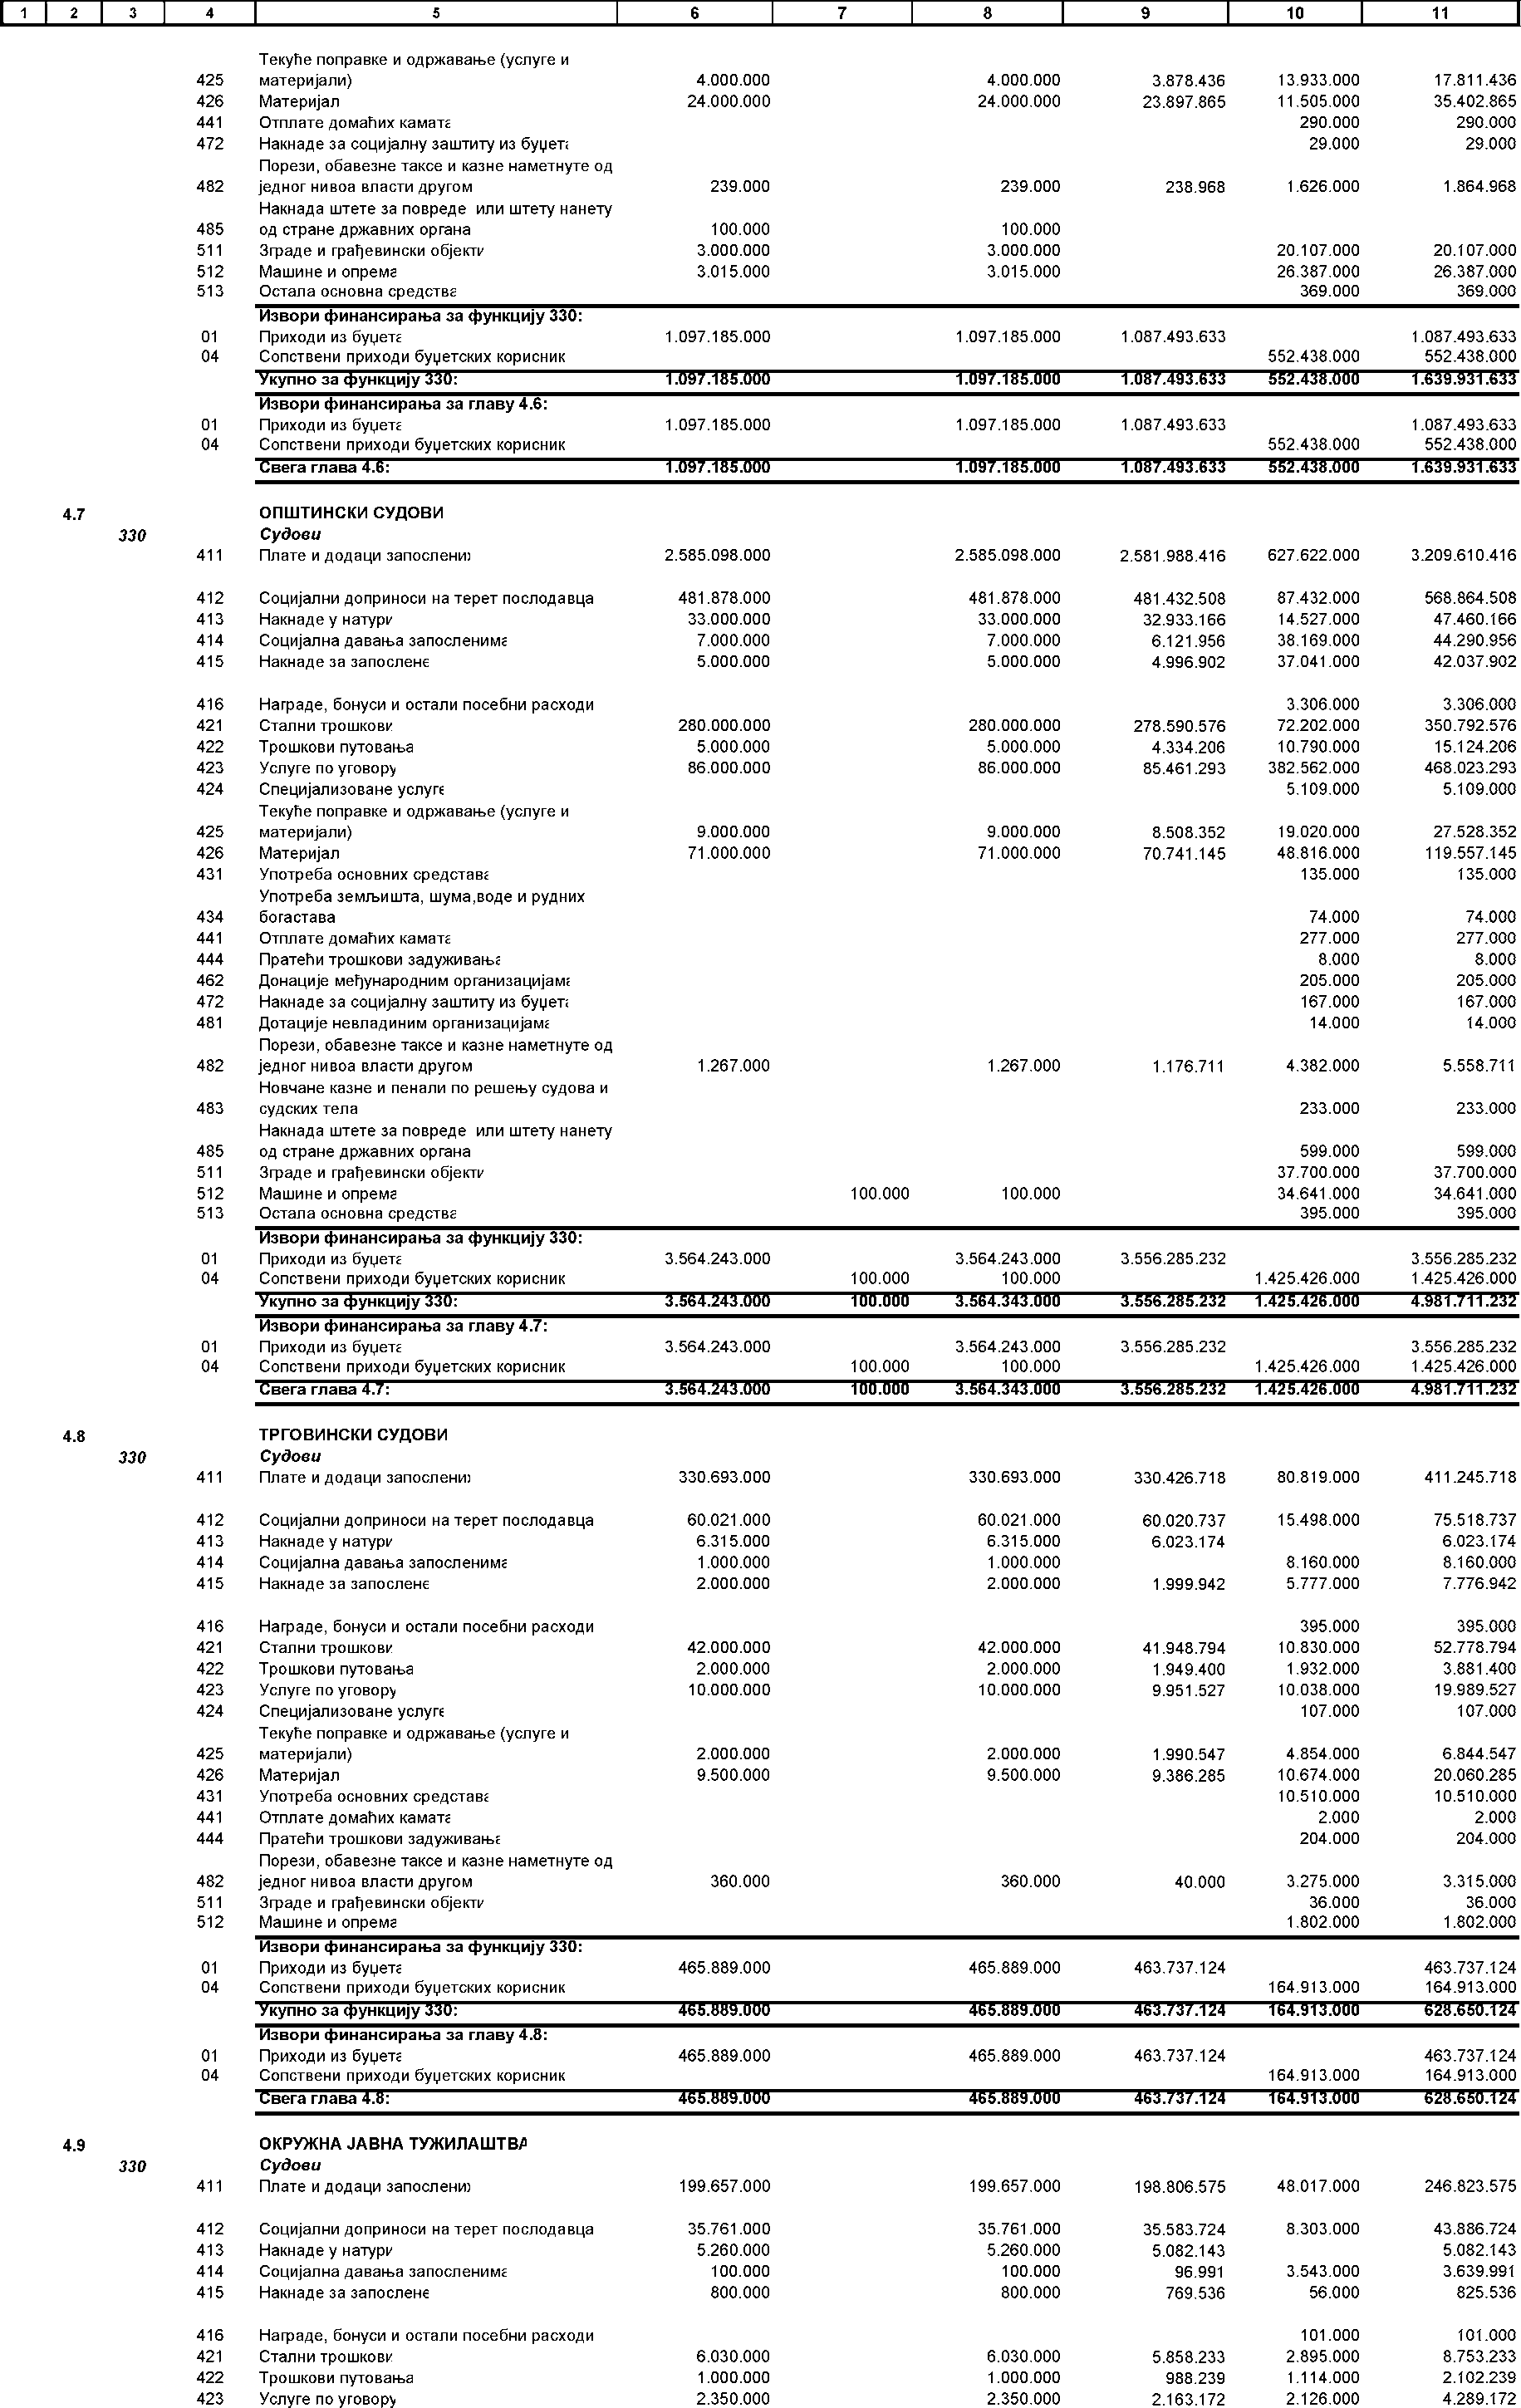 1 2 3 4 5 6 7 8 9 10 11
Текуће поправке и одржавање (услуге и
425 материјали) 4.000.000 4.000.000 3.878.436 13.933.000 17.811.436
426 Материјал 24.000.000 24.000.000 23.897.865 11.505.000 35.402.865
441 Отплате домаћих камата 290.000 290.000
472 Накнаде за социјалну заштиту из буџета 29.000 29.000
Порези, обавезне таксе и казне наметнуте од
482 једног нивоа власти другом 239.000 239.000 238.968 1.626.000 1.864.968
Накнада штете за повреде или штету нанету
485 од стране државних органа 100.000 100.000
511 Зграде и грађевински објекти 3.000.000 3.000.000 20.107.000 20.107.000
512 Машине и опрема 3.015.000 3.015.000 26.387.000 26.387.000
513 Остала основна средства 369.000 369.000
Извори финансирања за функцију 330:
01 Приходи из буџета 1.097.185.000 1.097.185.000 1.087.493.633 1.087.493.633
04 Сопствени приходи буџетских корисник 552.438.000 552.438.000
Укупно за функцију 330: 1.097.185.000 1.097.185.000 1.087.493.633 552.438.000 1.639.931.633
Извори финансирања за главу 4.6:
01 Приходи из буџета 1.097.185.000 1.097.185.000 1.087.493.633 1.087.493.633
04 Сопствени приходи буџетских корисник 552.438.000 552.438.000
Свега глава 4.6: 1.097.185.000 1.097.185.000 1.087.493.633 552.438.000 1.639.931.633
4.7 ОПШТИНСКИ СУДОВИ
330 Судови
411 Плате и додаци запослених 2.585.098.000 2.585.098.000 2.581.988.416 627.622.000 3.209.610.416
412 Социјални доприноси на терет послодавца 481.878.000 481.878.000 481.432.508 87.432.000 568.864.508
413 Накнаде у натури 33.000.000 33.000.000 32.933.166 14.527.000 47.460.166
414 Социјална давања запосленима 7.000.000 7.000.000 6.121.956 38.169.000 44.290.956
415 Накнаде за запослене 5.000.000 5.000.000 4.996.902 37.041.000 42.037.902
416 Награде, бонуси и остали посебни расходи 3.306.000 3.306.000
421 Стални трошкови 280.000.000 280.000.000 278.590.576 72.202.000 350.792.576
422 Трошкови путовања 5.000.000 5.000.000 4.334.206 10.790.000 15.124.206
423 Услуге по уговору 86.000.000 86.000.000 85.461.293 382.562.000 468.023.293
424 Специјализоване услуге 5.109.000 5.109.000
Текуће поправке и одржавање (услуге и
425 материјали) 9.000.000 9.000.000 8.508.352 19.020.000 27.528.352
426 Материјал 71.000.000 71.000.000 70.741.145 48.816.000 119.557.145
431 Употреба основних средстава 135.000 135.000
Употреба земљишта, шума,воде и рудних
434 богастава 74.000 74.000
441 Отплате домаћих камата 277.000 277.000
444 Пратећи трошкови задуживања 8.000 8.000
462 Донације међународним организацијама 205.000 205.000
472 Накнаде за социјалну заштиту из буџета 167.000 167.000
481 Дотације невладиним организацијама 14.000 14.000
Порези, обавезне таксе и казне наметнуте од
482 једног нивоа власти другом 1.267.000 1.267.000 1.176.711 4.382.000 5.558.711
Новчане казне и пенали по решењу судова и
483 судских тела 233.000 233.000
Накнада штете за повреде или штету нанету
485 од стране државних органа 599.000 599.000
511 Зграде и грађевински објекти 37.700.000 37.700.000
512 Машине и опрема 100.000 100.000 34.641.000 34.641.000
513 Остала основна средства 395.000 395.000
Извори финансирања за функцију 330:
01 Приходи из буџета 3.564.243.000 3.564.243.000 3.556.285.232 3.556.285.232
04 Сопствени приходи буџетских корисник 100.000 100.000 1.425.426.000 1.425.426.000
Укупно за функцију 330: 3.564.243.000 100.000 3.564.343.000 3.556.285.232 1.425.426.000 4.981.711.232
Извори финансирања за главу 4.7:
01 Приходи из буџета 3.564.243.000 3.564.243.000 3.556.285.232 3.556.285.232
04 Сопствени приходи буџетских корисник 100.000 100.000 1.425.426.000 1.425.426.000
Свега глава 4.7: 3.564.243.000 100.000 3.564.343.000 3.556.285.232 1.425.426.000 4.981.711.232
4.8 ТРГОВИНСКИ СУДОВИ
330 Судови
411 Плате и додаци запослених 330.693.000 330.693.000 330.426.718 80.819.000 411.245.718
412 Социјални доприноси на терет послодавца 60.021.000 60.021.000 60.020.737 15.498.000 75.518.737
413 Накнаде у натури 6.315.000 6.315.000 6.023.174 6.023.174
414 Социјална давања запосленима 1.000.000 1.000.000 8.160.000 8.160.000
415 Накнаде за запослене 2.000.000 2.000.000 1.999.942 5.777.000 7.776.942
416 Награде, бонуси и остали посебни расходи 395.000 395.000
421 Стални трошкови 42.000.000 42.000.000 41.948.794 10.830.000 52.778.794
422 Трошкови путовања 2.000.000 2.000.000 1.949.400 1.932.000 3.881.400
423 Услуге по уговору 10.000.000 10.000.000 9.951.527 10.038.000 19.989.527
424 Специјализоване услуге 107.000 107.000
Текуће поправке и одржавање (услуге и
425 материјали) 2.000.000 2.000.000 1.990.547 4.854.000 6.844.547
426 Материјал 9.500.000 9.500.000 9.386.285 10.674.000 20.060.285
431 Употреба основних средстава 10.510.000 10.510.000
441 Отплате домаћих камата 2.000 2.000
444 Пратећи трошкови задуживања 204.000 204.000
Порези, обавезне таксе и казне наметнуте од
482 једног нивоа власти другом 360.000 360.000 40.000 3.275.000 3.315.000
511 Зграде и грађевински објекти 36.000 36.000
512 Машине и опрема 1.802.000 1.802.000
Извори финансирања за функцију 330:
01 Приходи из буџета 465.889.000 465.889.000 463.737.124 463.737.124
04 Сопствени приходи буџетских корисник 164.913.000 164.913.000
Укупно за функцију 330: 465.889.000 465.889.000 463.737.124 164.913.000 628.650.124
Извори финансирања за главу 4.8:
01 Приходи из буџета 465.889.000 465.889.000 463.737.124 463.737.124
04 Сопствени приходи буџетских корисник 164.913.000 164.913.000
Свега глава 4.8: 465.889.000 465.889.000 463.737.124 164.913.000 628.650.124
4.9 ОКРУЖНА ЈАВНА ТУЖИЛАШТВА
330 Судови
411 Плате и додаци запослених 199.657.000 199.657.000 198.806.575 48.017.000 246.823.575
412 Социјални доприноси на терет послодавца 35.761.000 35.761.000 35.583.724 8.303.000 43.886.724
413 Накнаде у натури 5.260.000 5.260.000 5.082.143 5.082.143
414 Социјална давања запосленима 100.000 100.000 96.991 3.543.000 3.639.991
415 Накнаде за запослене 800.000 800.000 769.536 56.000 825.536
416 Награде, бонуси и остали посебни расходи 101.000 101.000
421 Стални трошкови 6.030.000 6.030.000 5.858.233 2.895.000 8.753.233
422 Трошкови путовања 1.000.000 1.000.000 988.239 1.114.000 2.102.239
423 Услуге по уговору 2.350.000 2.350.000 2.163.172 2.126.000 4.289.172